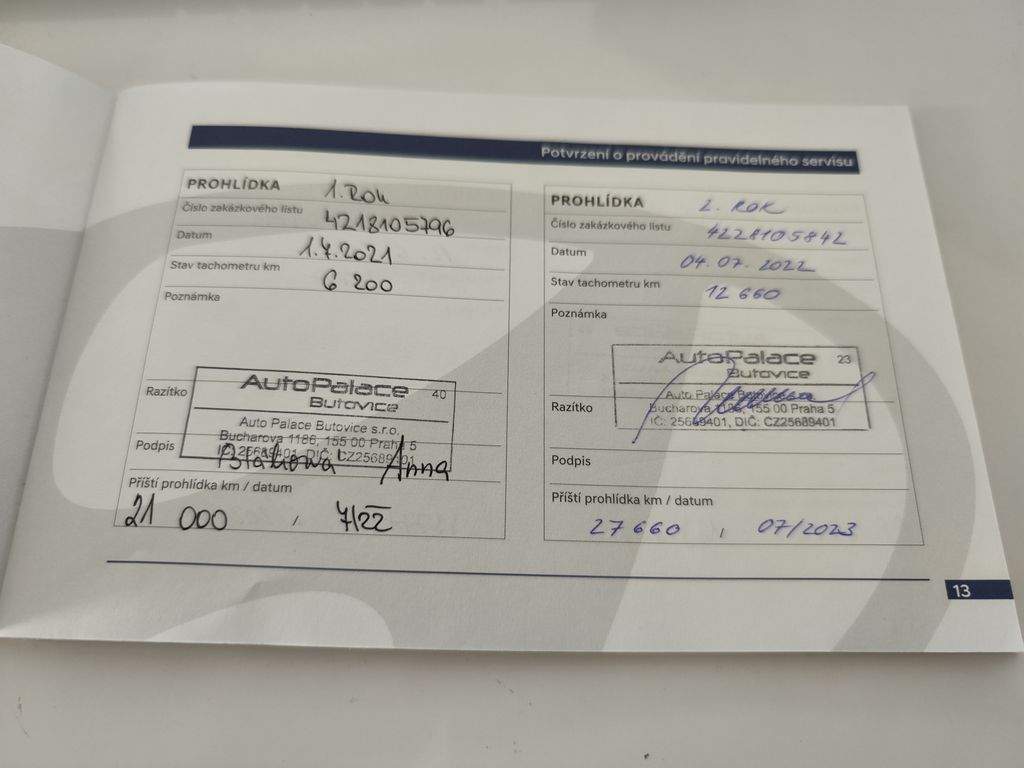 Potvrzení o provádění pravidelného servisu
PROHLÍDKA 1. Rok
Číslo zakázkového listu 4218105796
Datum 1.7.2021
Stav tachometru km 6 200
Poznámka
Razítko
AutoPalace 40
Butovice
Auto Palace Butovice s.r.o.
Bucharova 1186, 155 00 Praha 5
IČ: 25689401, DIČ: CZ25689401
Podpis Anna
Příští prohlídka km / datum
21 000 / 7/22
PROHLÍDKA 2. ROK
Číslo zakázkového listu 4228105842
Datum 04.07.2022
Stav tachometru km 12 660
Poznámka
AutoPalace 23
Butovice
Auto Palace
Razítko
Bucharova 1186, 155 00 Praha 5
IČ: 25689401, DIČ: CZ25689401
Podpis
Příští prohlídka km / datum
27 660 / 07/2023
13